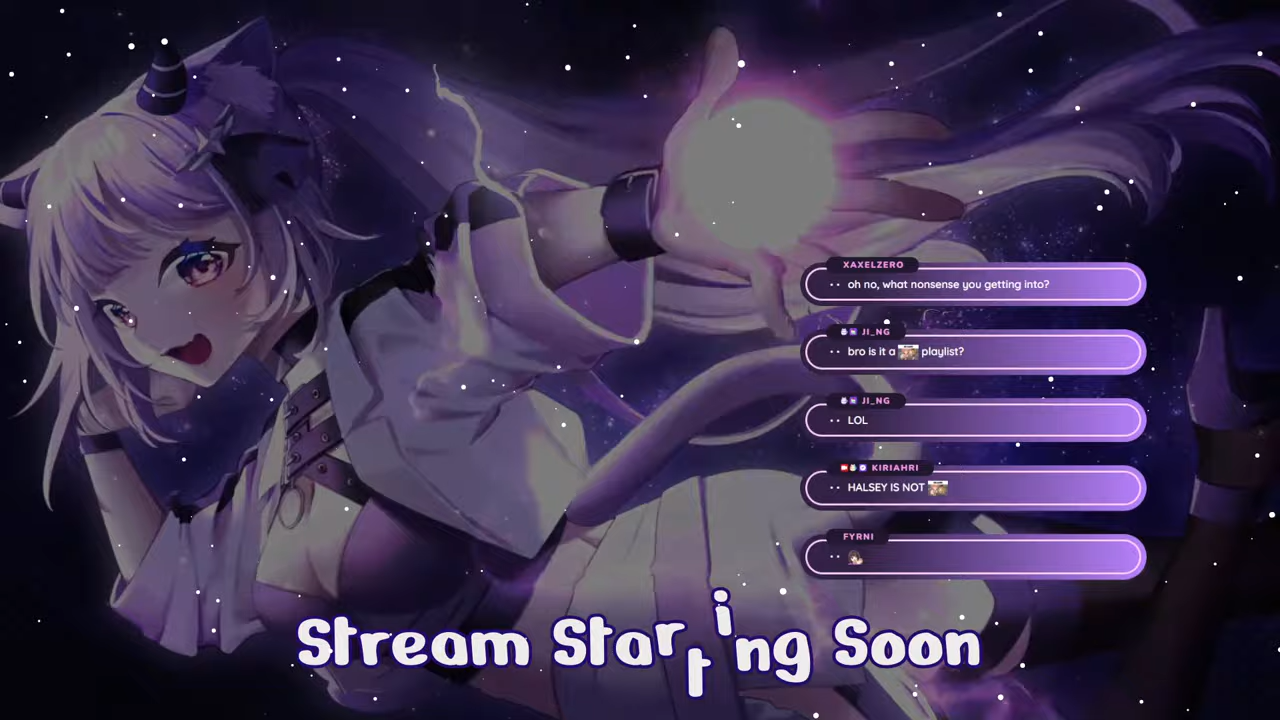 XAXELZERO
oh no, what nonsense you getting into?
JI_NG
bro is it a playlist?
JI_NG
LOL
KIRIAHRI
HALSEY IS NOT
FYRNI
Stream Starting Soon